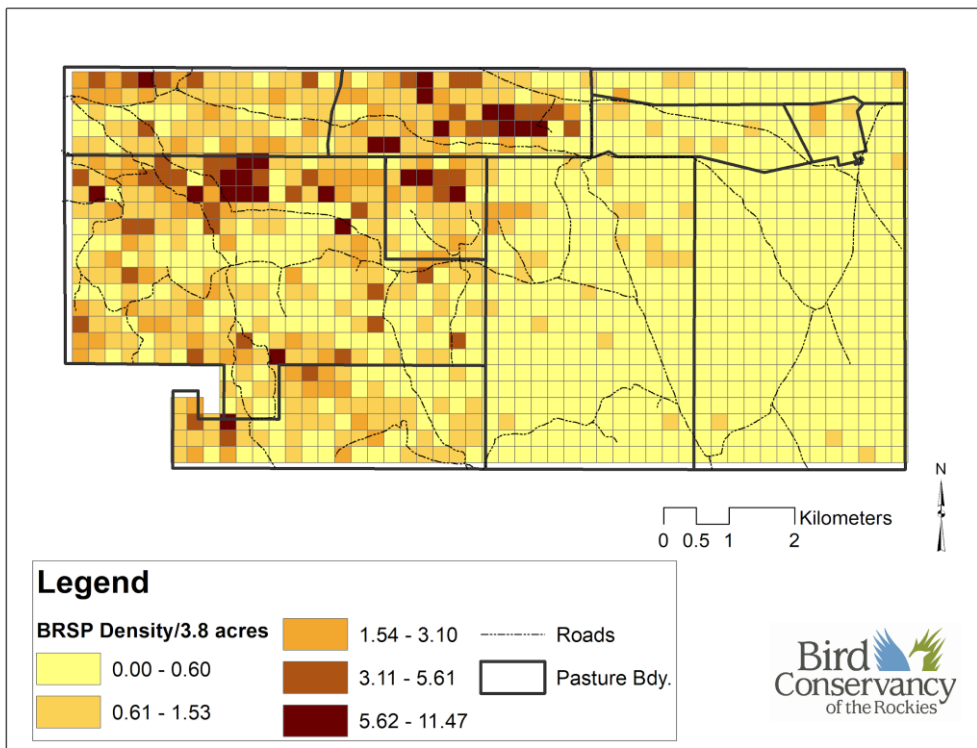 N
Kilometers
0 0.5 1 2
Legend
BRSP Density/3.8 acres
0.00 - 0.60
0.61 - 1.53
1.54 - 3.10
3.11 - 5.61
5.62 - 11.47
Roads
Pasture Bdy.
Bird
Conservancy
of the Rockies